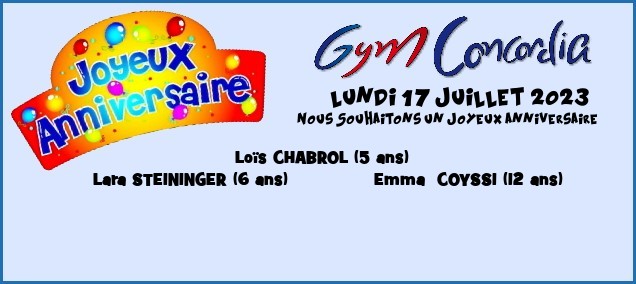 Joyeux
Anniversaire
Gym Concordia
LUNDI 17 JUILLET 2023
NOUS SOUHAITONS UN JOYEUX ANNIVERSAIRE
Loïs CHABROL (5 ans)
Lara STEININGER (6 ans) Emma COYSSI (12 ans)